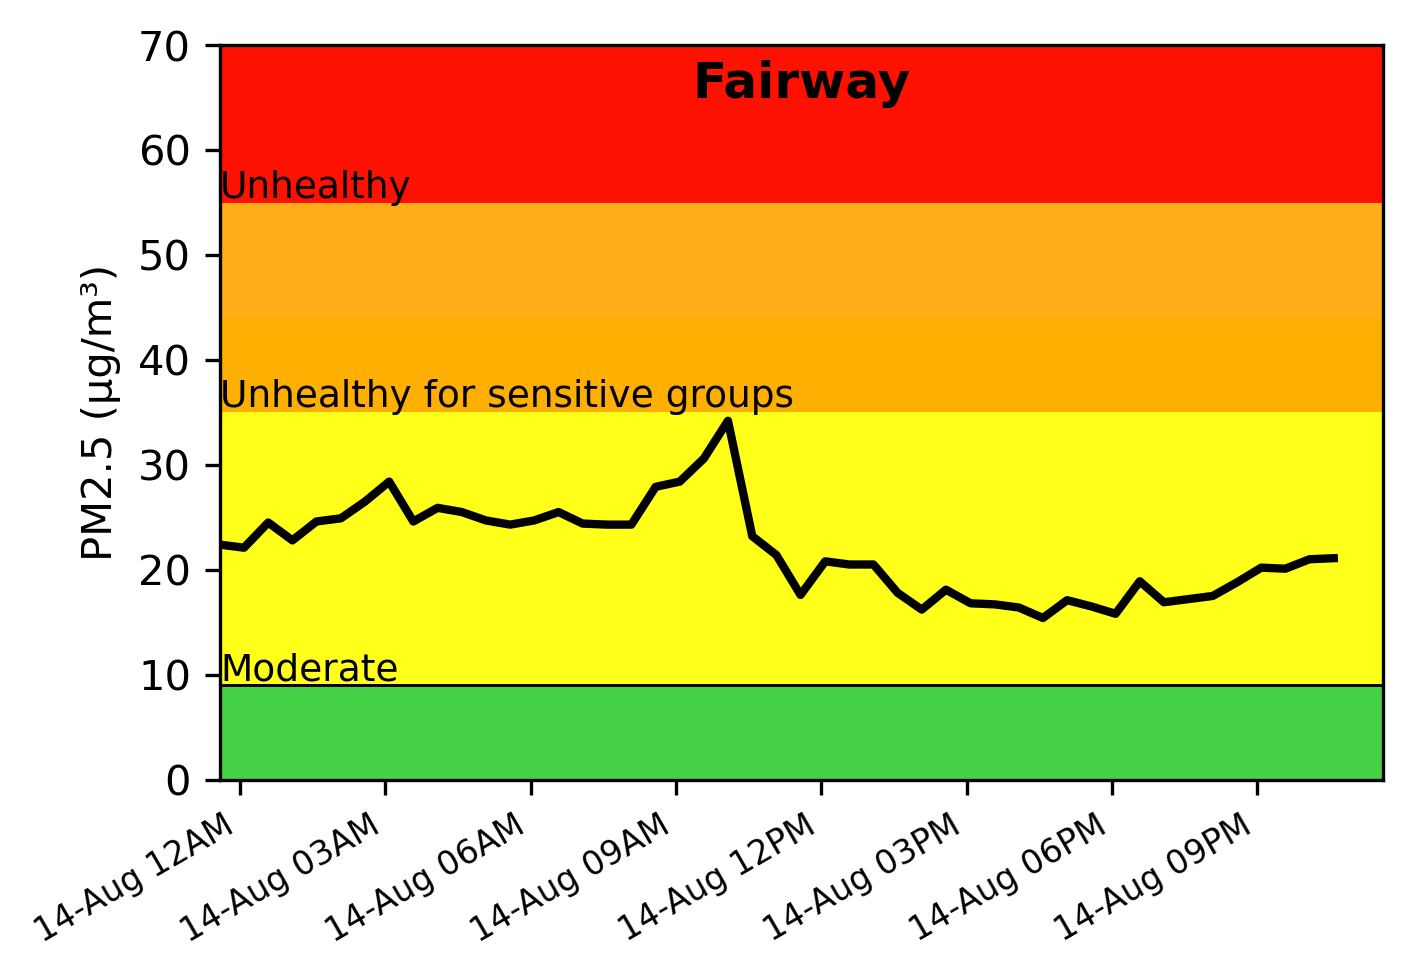 Fairway
70
60
50
40
30
20
10
0
PM2.5 (µg/m³)
Unhealthy
Unhealthy for sensitive groups
Moderate
14-Aug 12AM
14-Aug 03AM
14-Aug 06AM
14-Aug 09AM
14-Aug 12PM
14-Aug 03PM
14-Aug 06PM
14-Aug 09PM